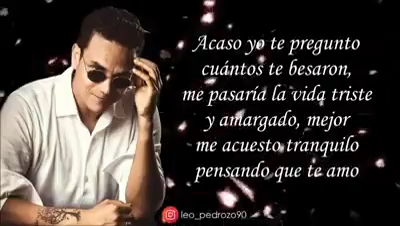 Acaso yo te pregunto
cuántos te besaron,
me pasaría la vida triste
y amargado, mejor
me acuesto tranquilo
pensando que te amo
leo_pedrozo90